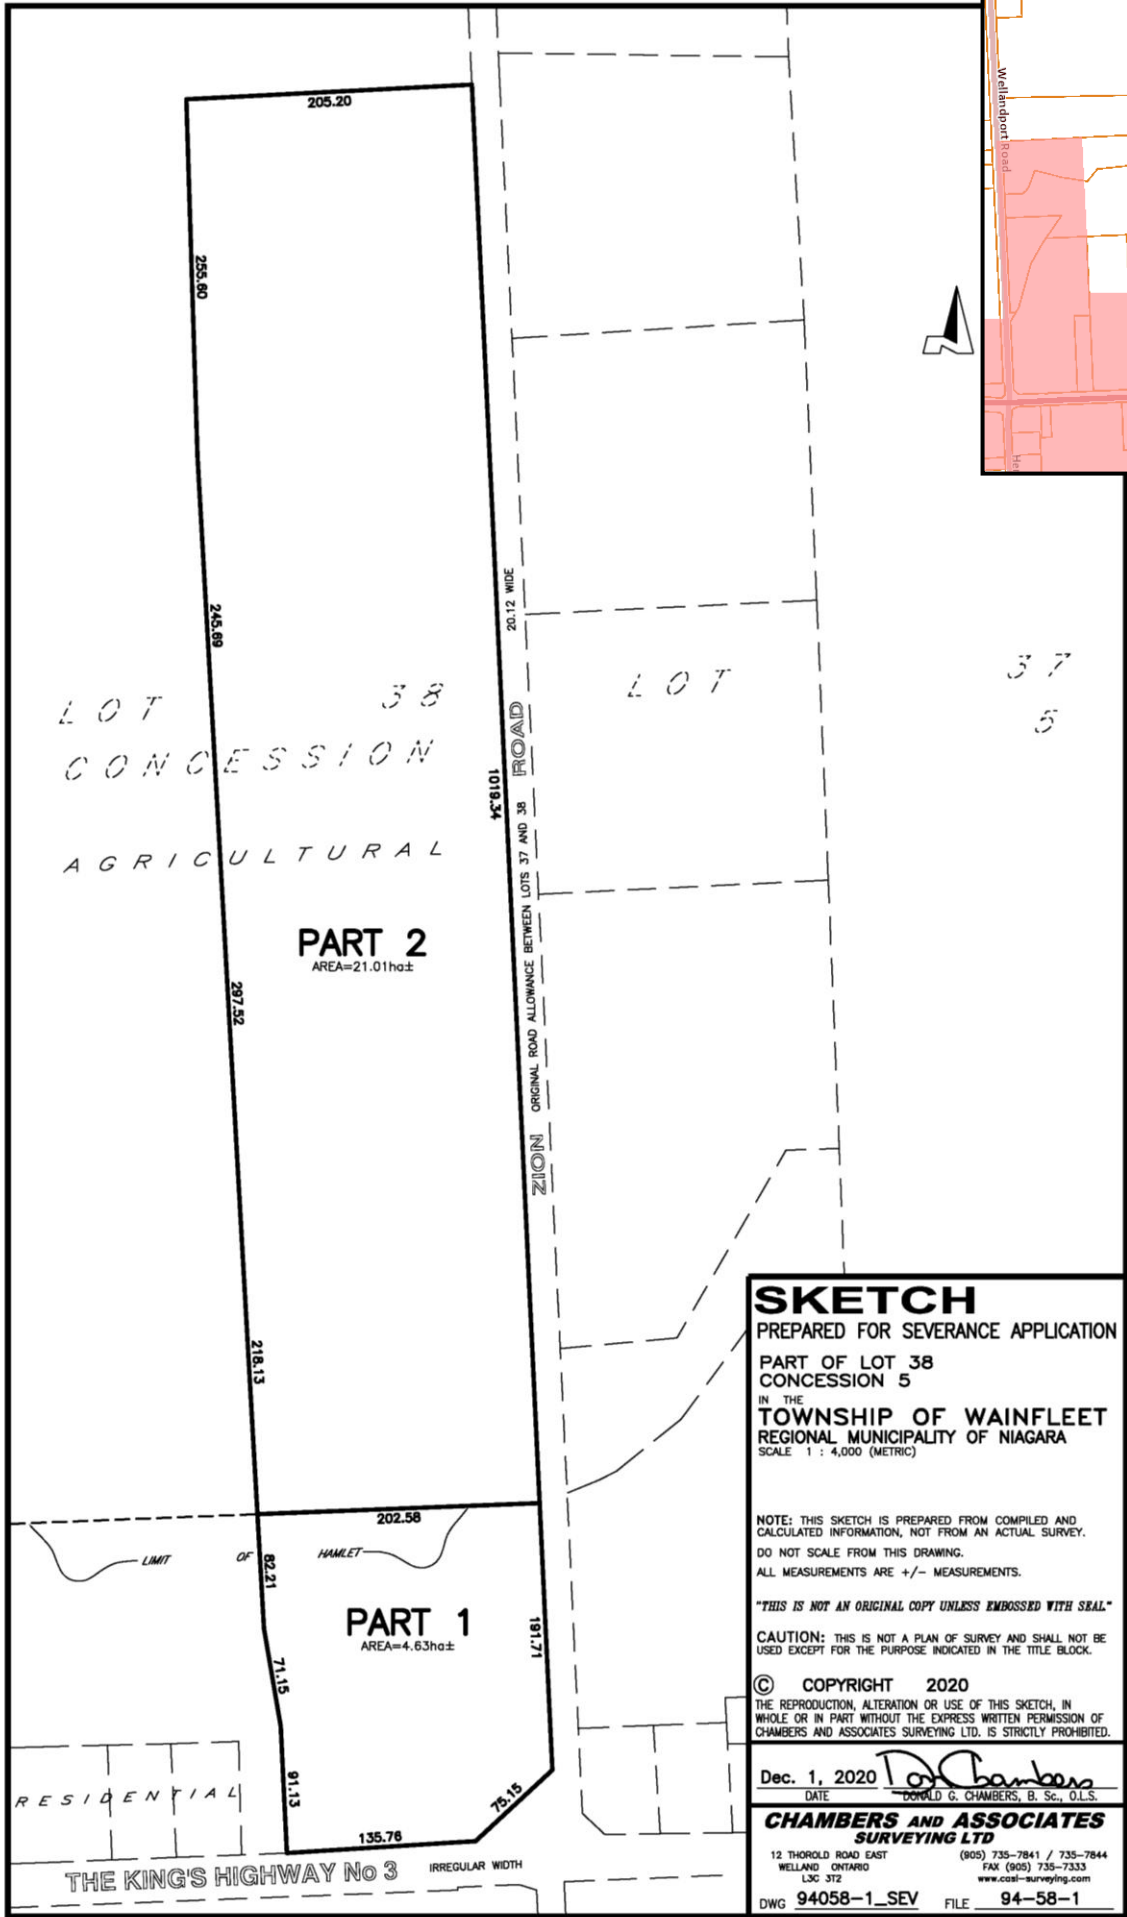 Wellandport Road
205.20
255.60
20.12 WIDE
245.69
LOT 38
LOT 37
CONCESSION 5
ROAD
1019.34
ORIGINAL ROAD ALLOWANCE BETWEEN LOTS 37 AND 38
AGRICULTURAL
PART 2
AREA=21.01ha±
297.52
ZION
218.13
202.58
LIMIT OF HAMLET
82.21
PART 1
AREA=4.63ha±
191.71
71.15
91.13
75.15
RESIDENTIAL
135.76
THE KING'S HIGHWAY No 3
IRREGULAR WIDTH
SKETCH
PREPARED FOR SEVERANCE APPLICATION
PART OF LOT 38
CONCESSION 5
IN THE
TOWNSHIP OF WAINFLEET
REGIONAL MUNICIPALITY OF NIAGARA
SCALE 1 : 4,000 (METRIC)
NOTE: THIS SKETCH IS PREPARED FROM COMPILED AND
CALCULATED INFORMATION, NOT FROM AN ACTUAL SURVEY.
DO NOT SCALE FROM THIS DRAWING.
ALL MEASUREMENTS ARE +/- MEASUREMENTS.
"THIS IS NOT AN ORIGINAL COPY UNLESS EMBOSSED WITH SEAL"
CAUTION: THIS IS NOT A PLAN OF SURVEY AND SHALL NOT BE
USED EXCEPT FOR THE PURPOSE INDICATED IN THE TITLE BLOCK.
© COPYRIGHT 2020
THE REPRODUCTION, ALTERATION OR USE OF THIS SKETCH, IN
WHOLE OR IN PART WITHOUT THE EXPRESS WRITTEN PERMISSION OF
CHAMBERS AND ASSOCIATES SURVEYING LTD. IS STRICTLY PROHIBITED.
Dec. 1, 2020 Don Chambers
DATE DONALD G. CHAMBERS, B. Sc., O.L.S.
CHAMBERS AND ASSOCIATES
SURVEYING LTD
12 THOROLD ROAD EAST (905) 735-7841 / 735-7844
WELLAND ONTARIO FAX (905) 735-7333
L3C 3T2 www.casl-surveying.com
DWG 94058-1_SEV FILE 94-58-1